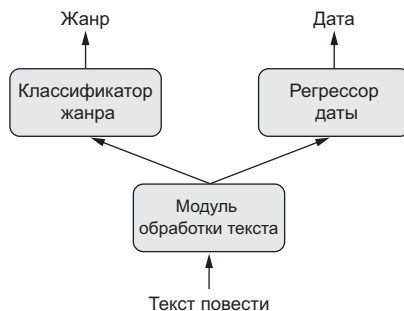 Жанр
Дата
Классификатор
жанра
Регрессор
даты
Модуль
обработки текста
Текст повести